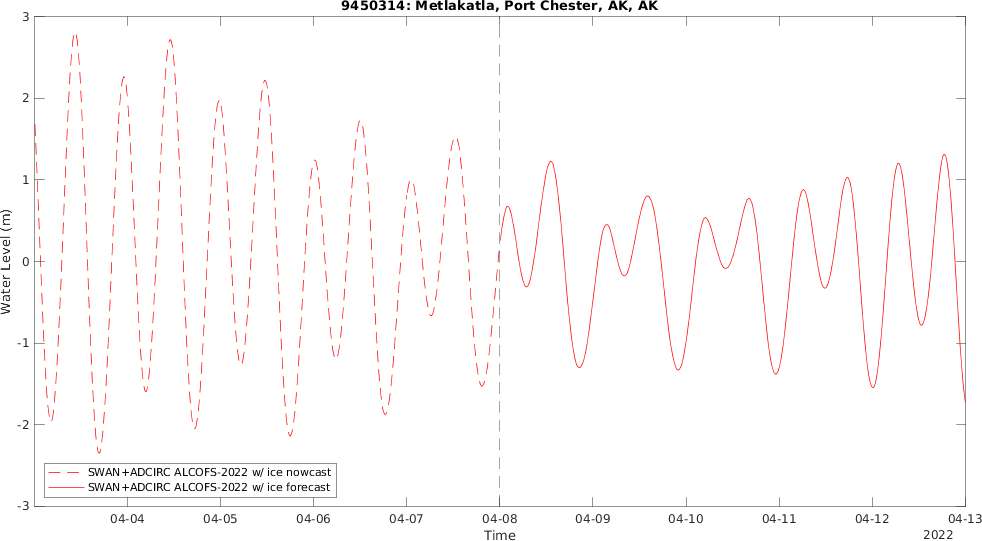 9450314: Metlakatla, Port Chester, AK, AK
3
2
1
0
-1
-2
-3
Water Level (m)
SWAN+ADCIRC ALCOFS-2022 w/ ice nowcast
SWAN+ADCIRC ALCOFS-2022 w/ ice forecast
04-04 04-05 04-06 04-07 04-08 04-09 04-10 04-11 04-12 04-13
Time
2022